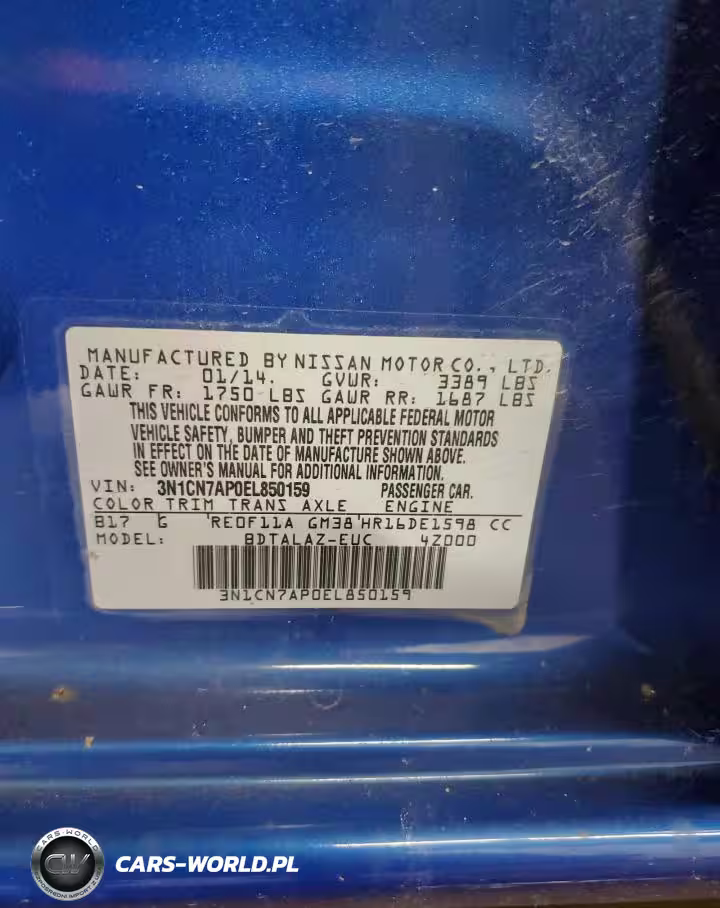 MANUFACTURED BY NISSAN MOTOR CO., LTD.
DATE: 01/14. GVWR: 3389 LBS
GAWR FR: 1750 LBS GAWR RR: 1687 LBS
THIS VEHICLE CONFORMS TO ALL APPLICABLE FEDERAL MOTOR
VEHICLE SAFETY, BUMPER AND THEFT PREVENTION STANDARDS
IN EFFECT ON THE DATE OF MANUFACTURE SHOWN ABOVE.
SEE OWNER'S MANUAL FOR ADDITIONAL INFORMATION.
VIN: 3N1CN7AP0EL850159 PASSENGER CAR.
COLOR TRIM TRANS AXLE ENGINE
B17 G RE0F11A GM38 HR16DE1598 CC
MODEL: BDTALAZ-EUC 4Z000
3N1CN7AP0EL850159
CARS-WORLD
CW
CARS-WORLD.PL